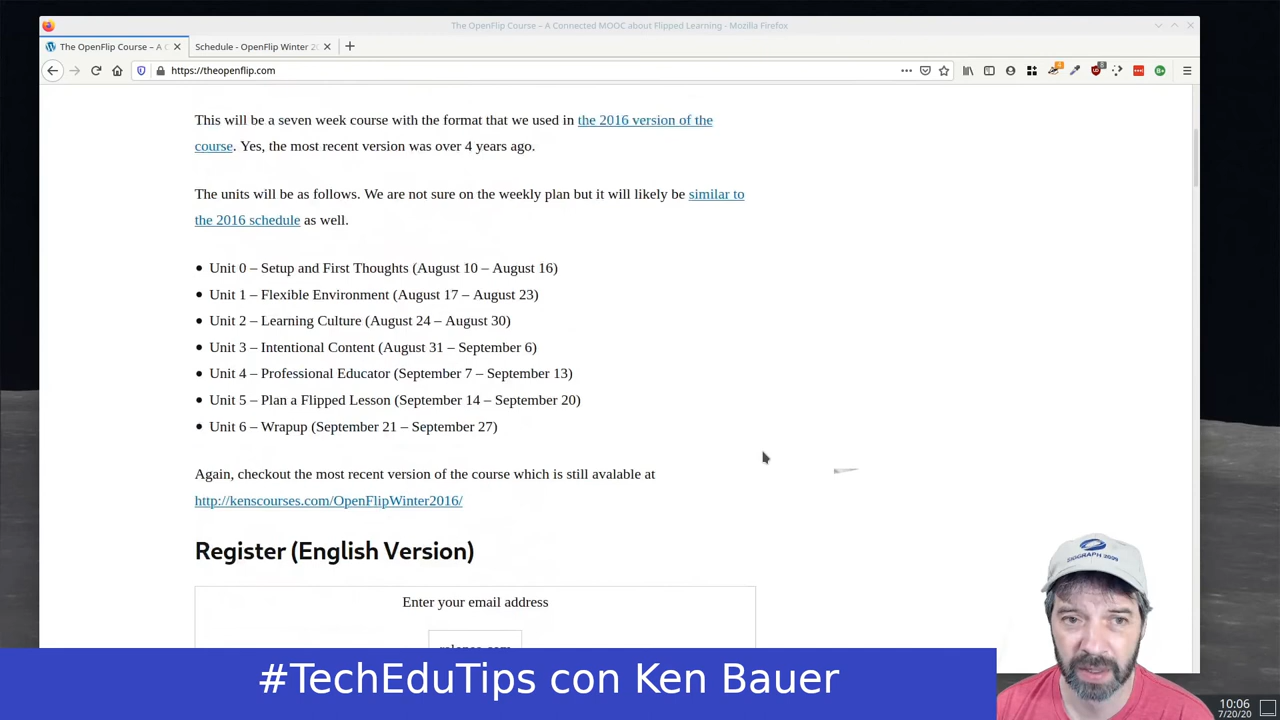 The OpenFlip Course – A Connected MOOC about Flipped Learning - Mozilla Firefox
The OpenFlip Course – A C
Schedule - OpenFlip Winter 20
https://theopenflip.com
This will be a seven week course with the format that we used in the 2016 version of the
course. Yes, the most recent version was over 4 years ago.
The units will be as follows. We are not sure on the weekly plan but it will likely be similar to
the 2016 schedule as well.
• Unit 0 – Setup and First Thoughts (August 10 – August 16)
• Unit 1 – Flexible Environment (August 17 – August 23)
• Unit 2 – Learning Culture (August 24 – August 30)
• Unit 3 – Intentional Content (August 31 – September 6)
• Unit 4 – Professional Educator (September 7 – September 13)
• Unit 5 – Plan a Flipped Lesson (September 14 – September 20)
• Unit 6 – Wrapup (September 21 – September 27)
Again, checkout the most recent version of the course which is still avalable at
http://kenscourses.com/OpenFlipWinter2016/
Register (English Version)
Enter your email address
#TechEduTips con Ken Bauer
SIGGRAPH 2009
10:06
7/20/20